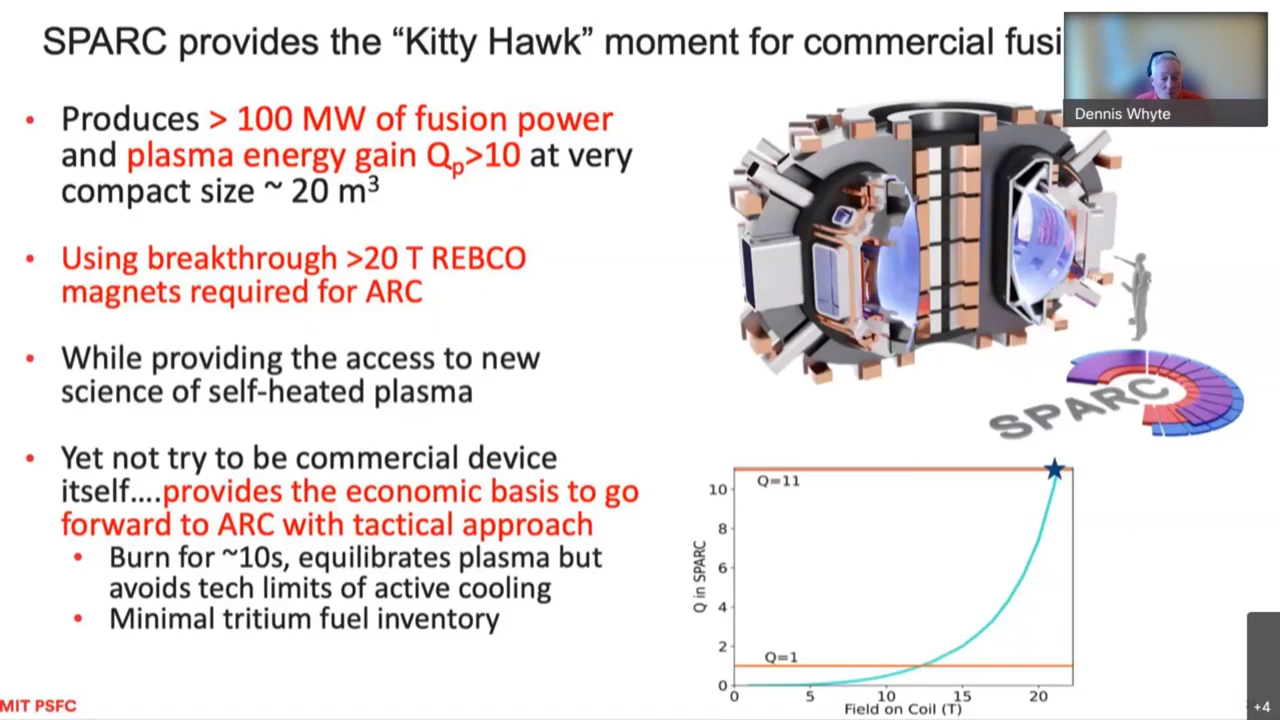 SPARC provides the “Kitty Hawk” moment for commercial fusi
Dennis Whyte
• Produces > 100 MW of fusion power
and plasma energy gain Qp>10 at very
compact size ~ 20 m³
• Using breakthrough >20 T REBCO
magnets required for ARC
• While providing the access to new
science of self-heated plasma
• Yet not try to be commercial device
itself....provides the economic basis to go
forward to ARC with tactical approach
• Burn for ~10s, equilibrates plasma but
avoids tech limits of active cooling
• Minimal tritium fuel inventory
MIT PSFC
SPARC
Q=11
Q=1
Q in SPARC
10
8
6
4
2
0
0 5 10 15 20
Field on Coil (T)
+4